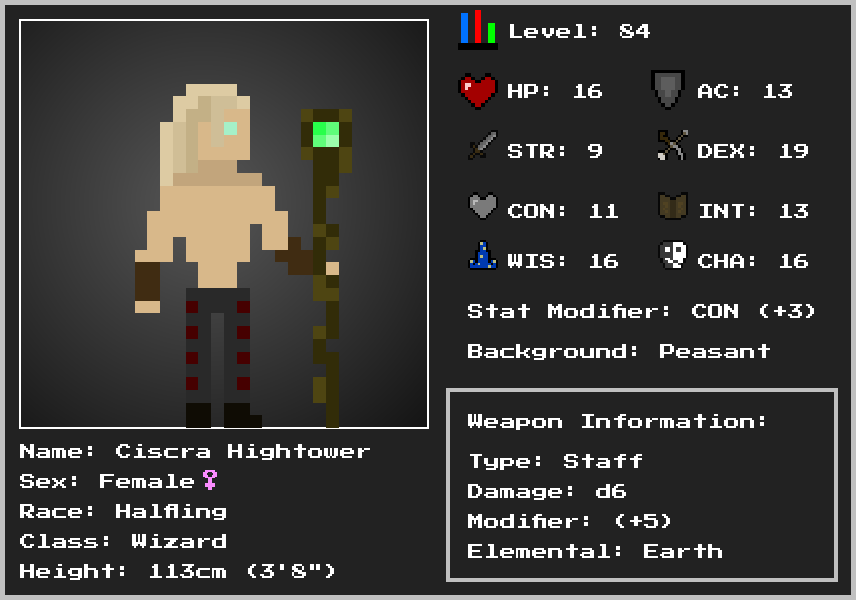 Level: 84
HP: 16
AC: 13
STR: 9
DEX: 19
CON: 11
INT: 13
WIS: 16
CHA: 16
Stat Modifier: CON (+3)
Background: Peasant
Weapon Information:
Type: Staff
Damage: d6
Modifier: (+5)
Elemental: Earth
Name: Ciscra Hightower
Sex: Female♀
Race: Halfling
Class: Wizard
Height: 113cm (3'8")